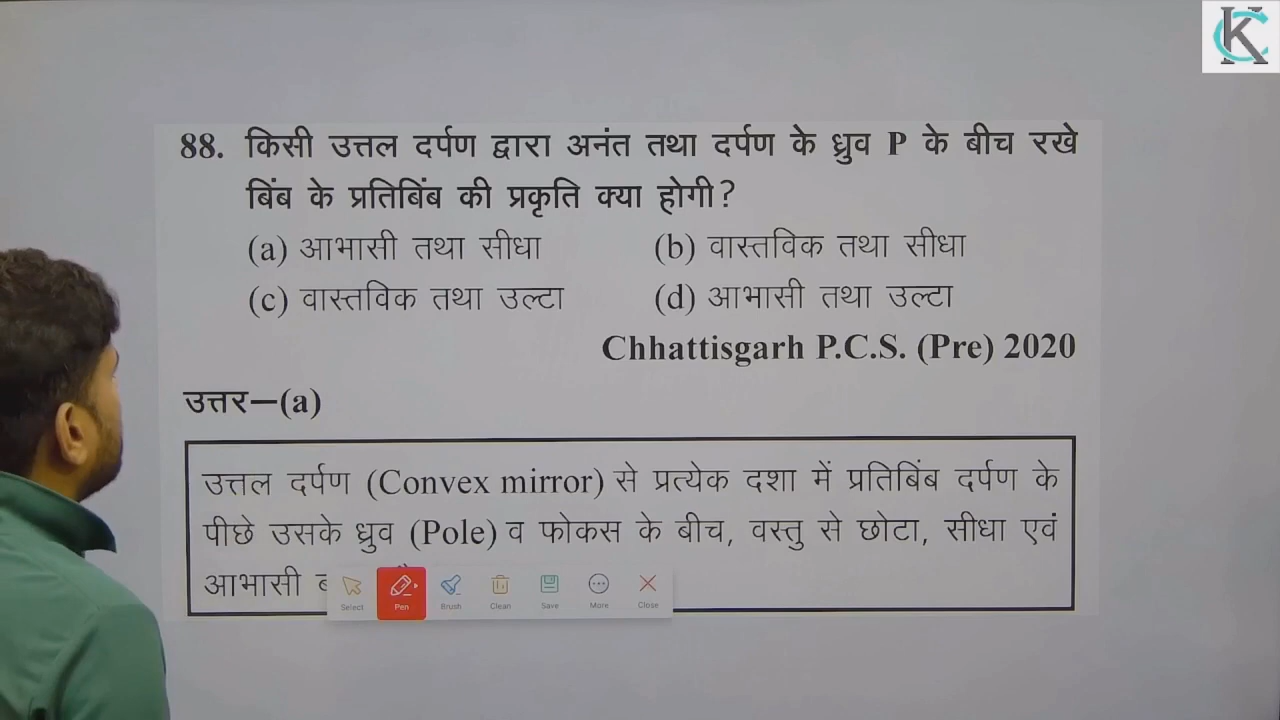 88. किसी उत्तल दर्पण द्वारा अनंत तथा दर्पण के ध्रुव P के बीच रखे
बिंब के प्रतिबिंब की प्रकृति क्या होगी?
(a) आभासी तथा सीधा (b) वास्तविक तथा सीधा
(c) वास्तविक तथा उल्टा (d) आभासी तथा उल्टा
Chhattisgarh P.C.S. (Pre) 2020
उत्तर—(a)
उत्तल दर्पण (Convex mirror) से प्रत्येक दशा में प्रतिबिंब दर्पण के
पीछे उसके ध्रुव (Pole) व फोकस के बीच, वस्तु से छोटा, सीधा एवं
आभासी
Select Pen Brush Clean Save More Close
KC